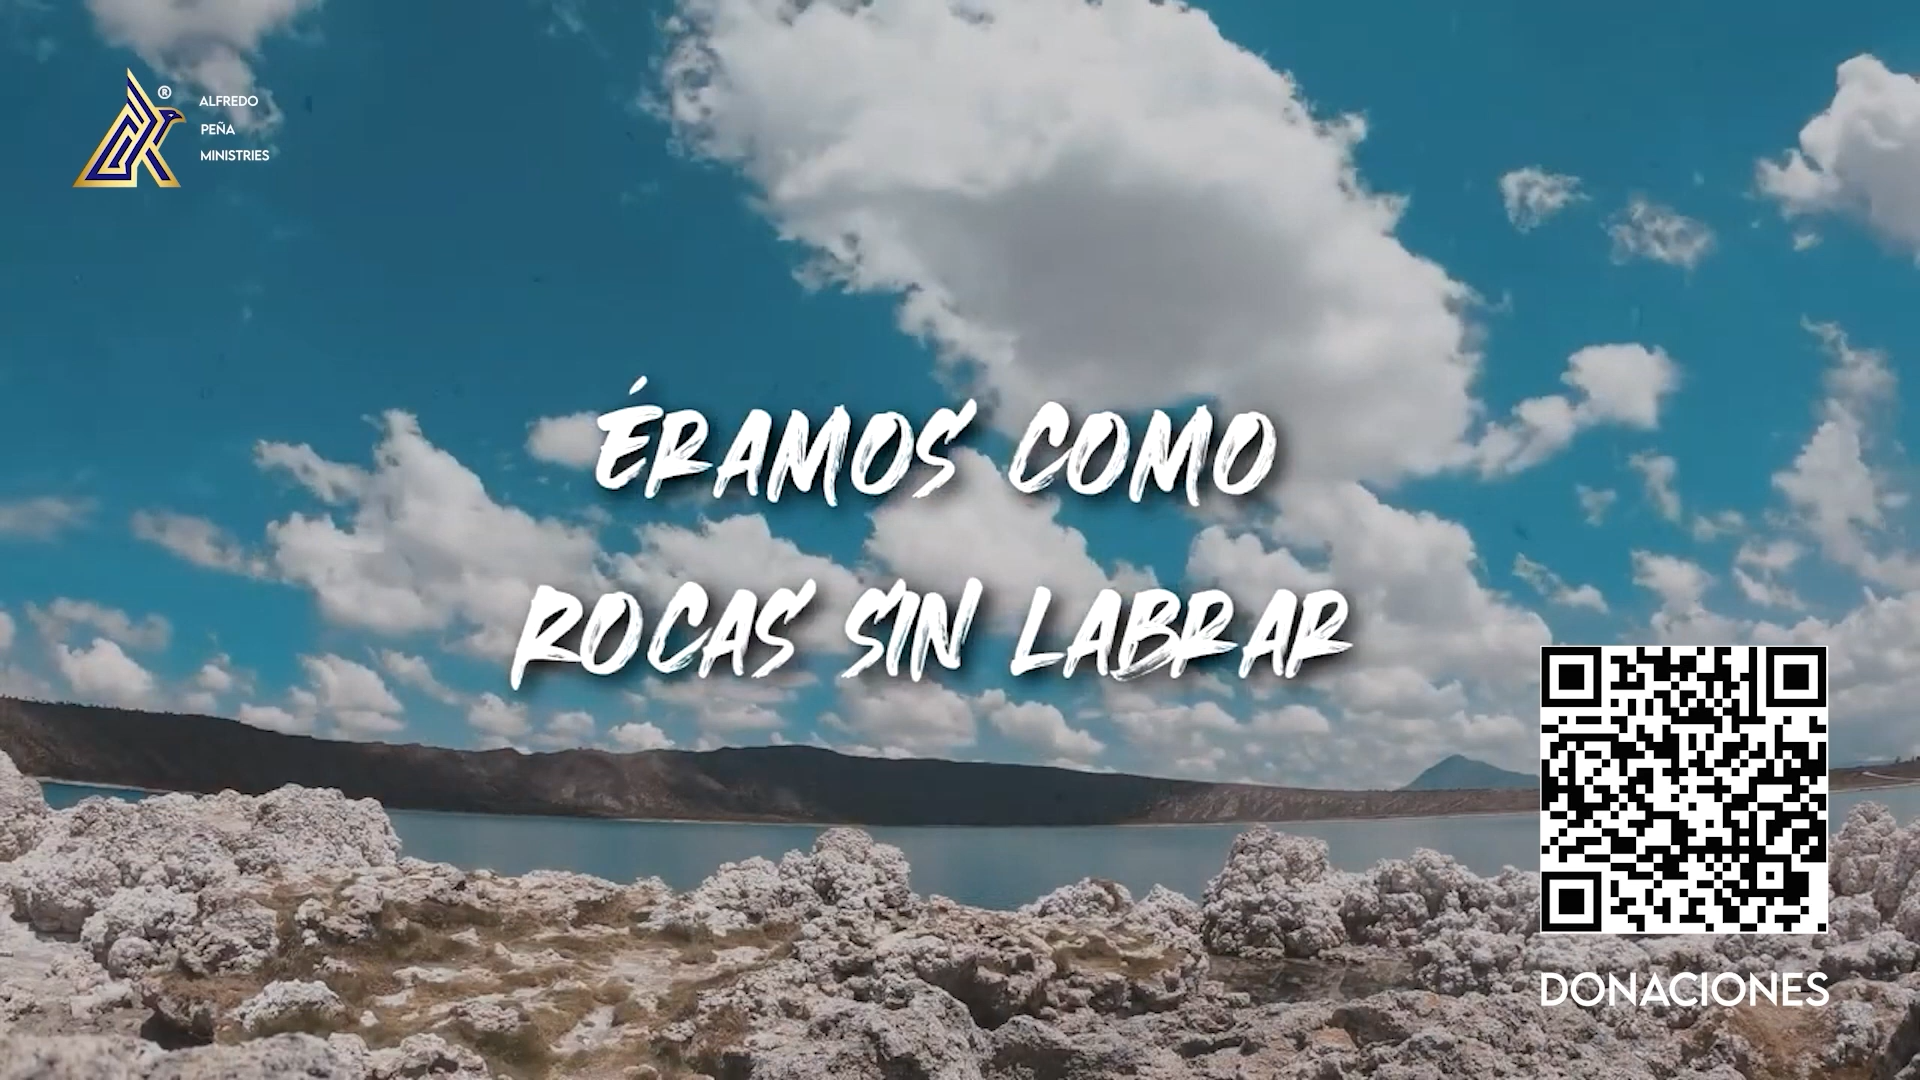 ALFREDO
PEÑA
MINISTRIES
®
ÉRAMOS COMO
ROCAS SIN LABRAR
DONACIONES